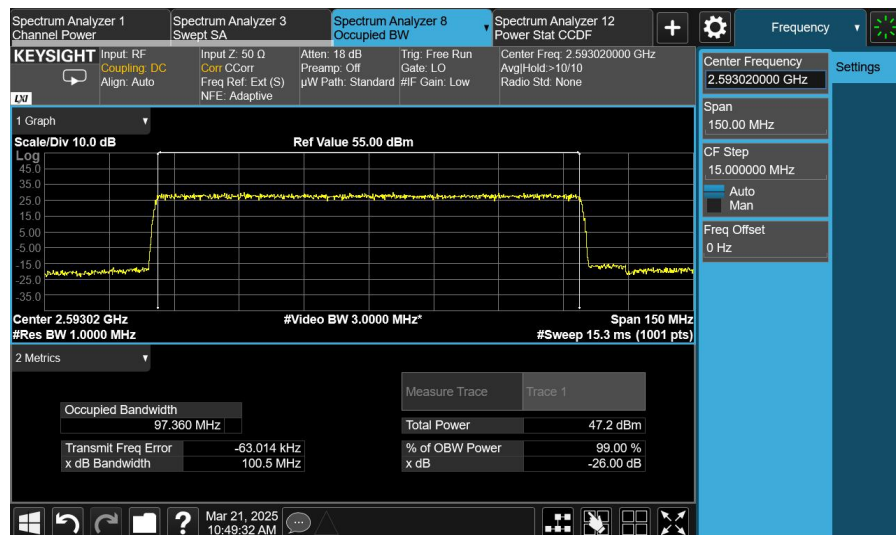 Spectrum Analyzer 1
Channel Power
Spectrum Analyzer 3
Swept SA
Spectrum Analyzer 8
Occupied BW
Spectrum Analyzer 12
Power Stat CCDF
Frequency
KEYSIGHT
LXI
Input: RF
Coupling: DC
Align: Auto
Input Z: 50 Ω
Corr CCorr
Freq Ref: Ext (S)
NFE: Adaptive
Atten: 18 dB
Preamp: Off
µW Path: Standard
Trig: Free Run
Gate: LO
#IF Gain: Low
Center Freq: 2.593020000 GHz
Avg|Hold:>10/10
Radio Std: None
1 Graph
Scale/Div 10.0 dB
Ref Value 55.00 dBm
Log
45.0
35.0
25.0
15.0
5.00
-5.00
-15.0
-25.0
-35.0
Center 2.59302 GHz
#Video BW 3.0000 MHz*
Span 150 MHz
#Res BW 1.0000 MHz
#Sweep 15.3 ms (1001 pts)
2 Metrics
Measure Trace
Trace 1
Occupied Bandwidth
97.360 MHz
Total Power
47.2 dBm
Transmit Freq Error
-63.014 kHz
% of OBW Power
99.00 %
x dB Bandwidth
100.5 MHz
x dB
-26.00 dB
?
Mar 21, 2025
10:49:32 AM
Center Frequency
2.593020000 GHz
Settings
Span
150.00 MHz
CF Step
15.000000 MHz
Auto
Man
Freq Offset
0 Hz